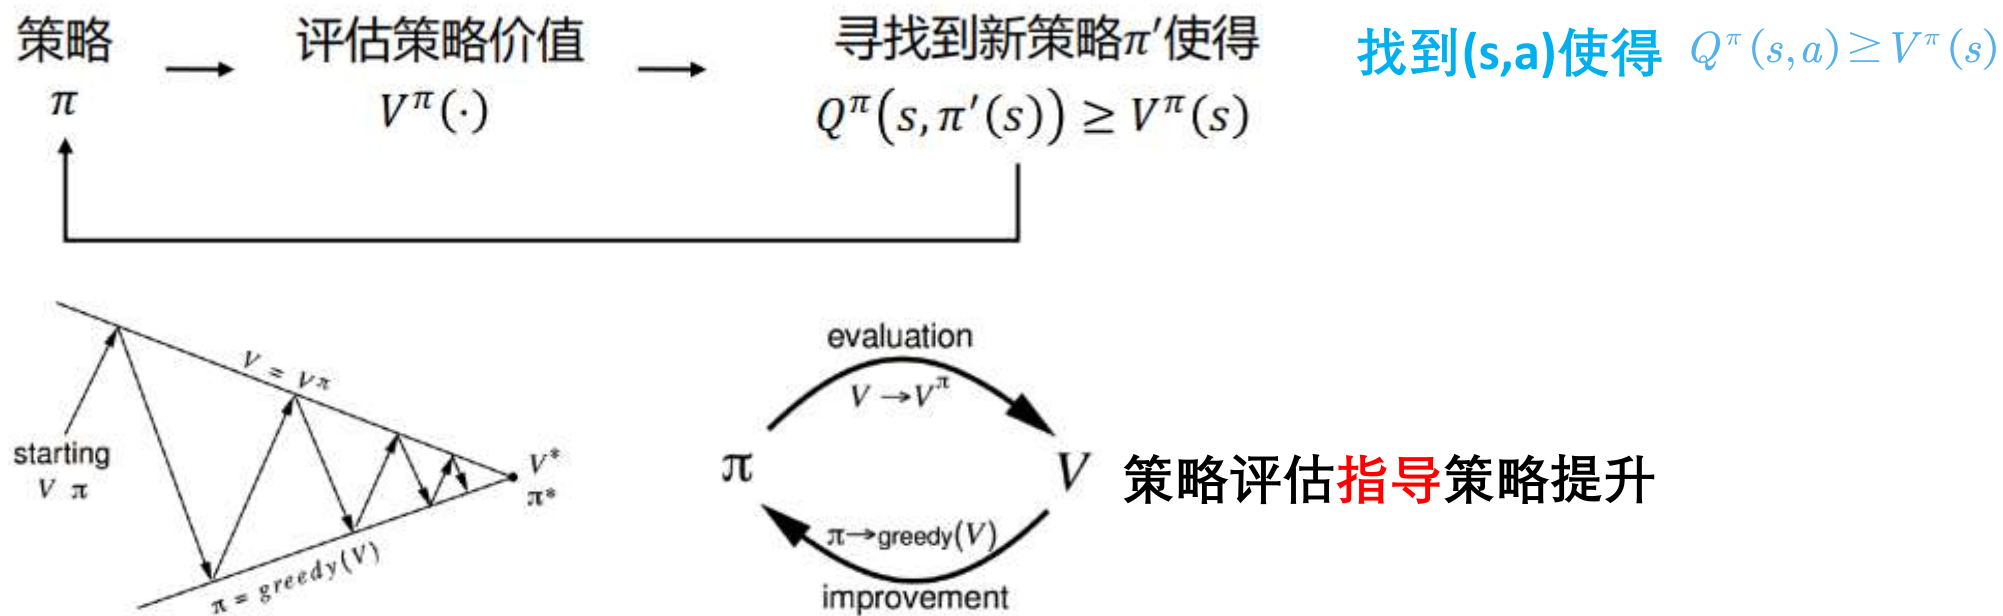 策略
π
评估策略价值
V^π(·)
寻找到新策略π′使得
Q^π(s, π′(s)) ≥ V^π(s)
找到(s,a)使得 Q^π(s,a)≥V^π(s)
V = V^π
starting
V π
V*
π*
π = greedy(V)
evaluation
V→V^π
π
V
π→greedy(V)
improvement
策略评估指导策略提升